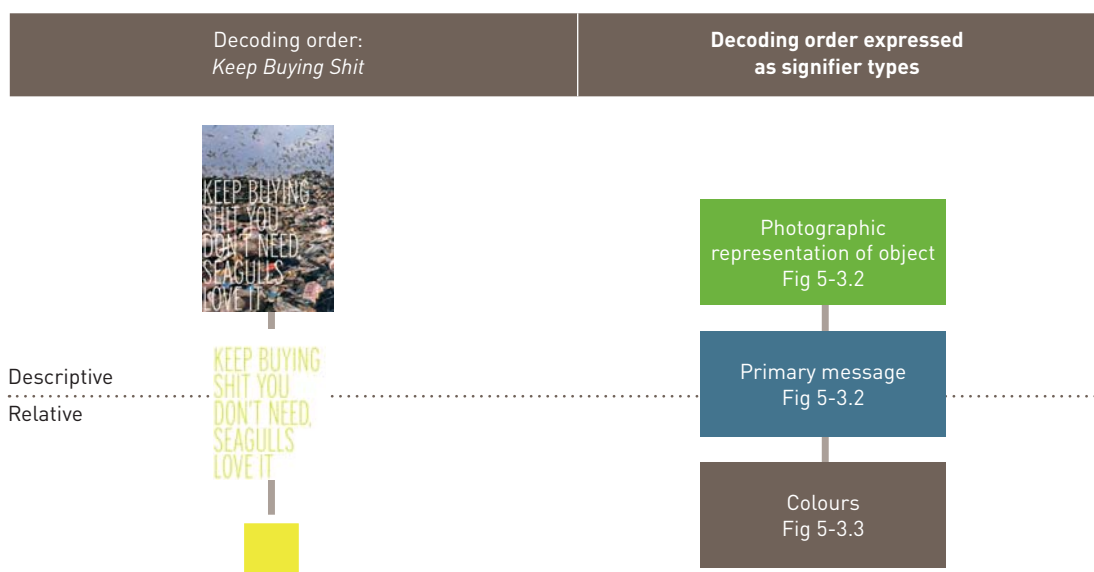 Decoding order:
Keep Buying Shit
Decoding order expressed
as signifier types
KEEP BUYING
SHIT YOU
DON'T NEED
SEAGULLS
LOVE IT
Photographic
representation of object
Fig 5-3.2
KEEP BUYING
SHIT YOU
DON'T NEED,
SEAGULLS
LOVE IT
Primary message
Fig 5-3.2
Descriptive
Relative
Colours
Fig 5-3.3